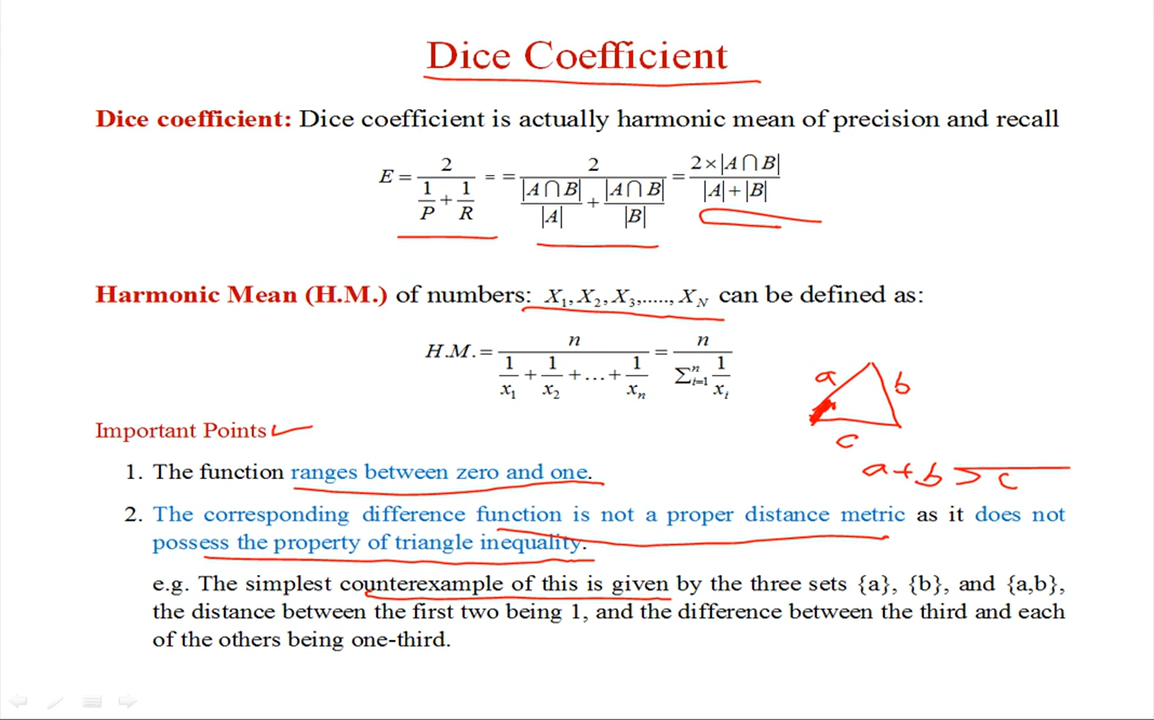 Dice Coefficient
Dice coefficient: Dice coefficient is actually harmonic mean of precision and recall
E = 2 / (1/P + 1/R) = = 2 / (|A∩B|/|A| + |A∩B|/|B|) = 2×|A∩B| / (|A|+|B|)
Harmonic Mean (H.M.) of numbers: X₁, X₂, X₃,....., X_N can be defined as:
H.M. = n / (1/x₁ + 1/x₂ + ... + 1/xₙ) = n / (Σⁿᵢ₌₁ 1/xᵢ)
a
b
c
Important Points
a + b > c
1. The function ranges between zero and one.
2. The corresponding difference function is not a proper distance metric as it does not
possess the property of triangle inequality.
e.g. The simplest counterexample of this is given by the three sets {a}, {b}, and {a,b},
the distance between the first two being 1, and the difference between the third and each
of the others being one-third.